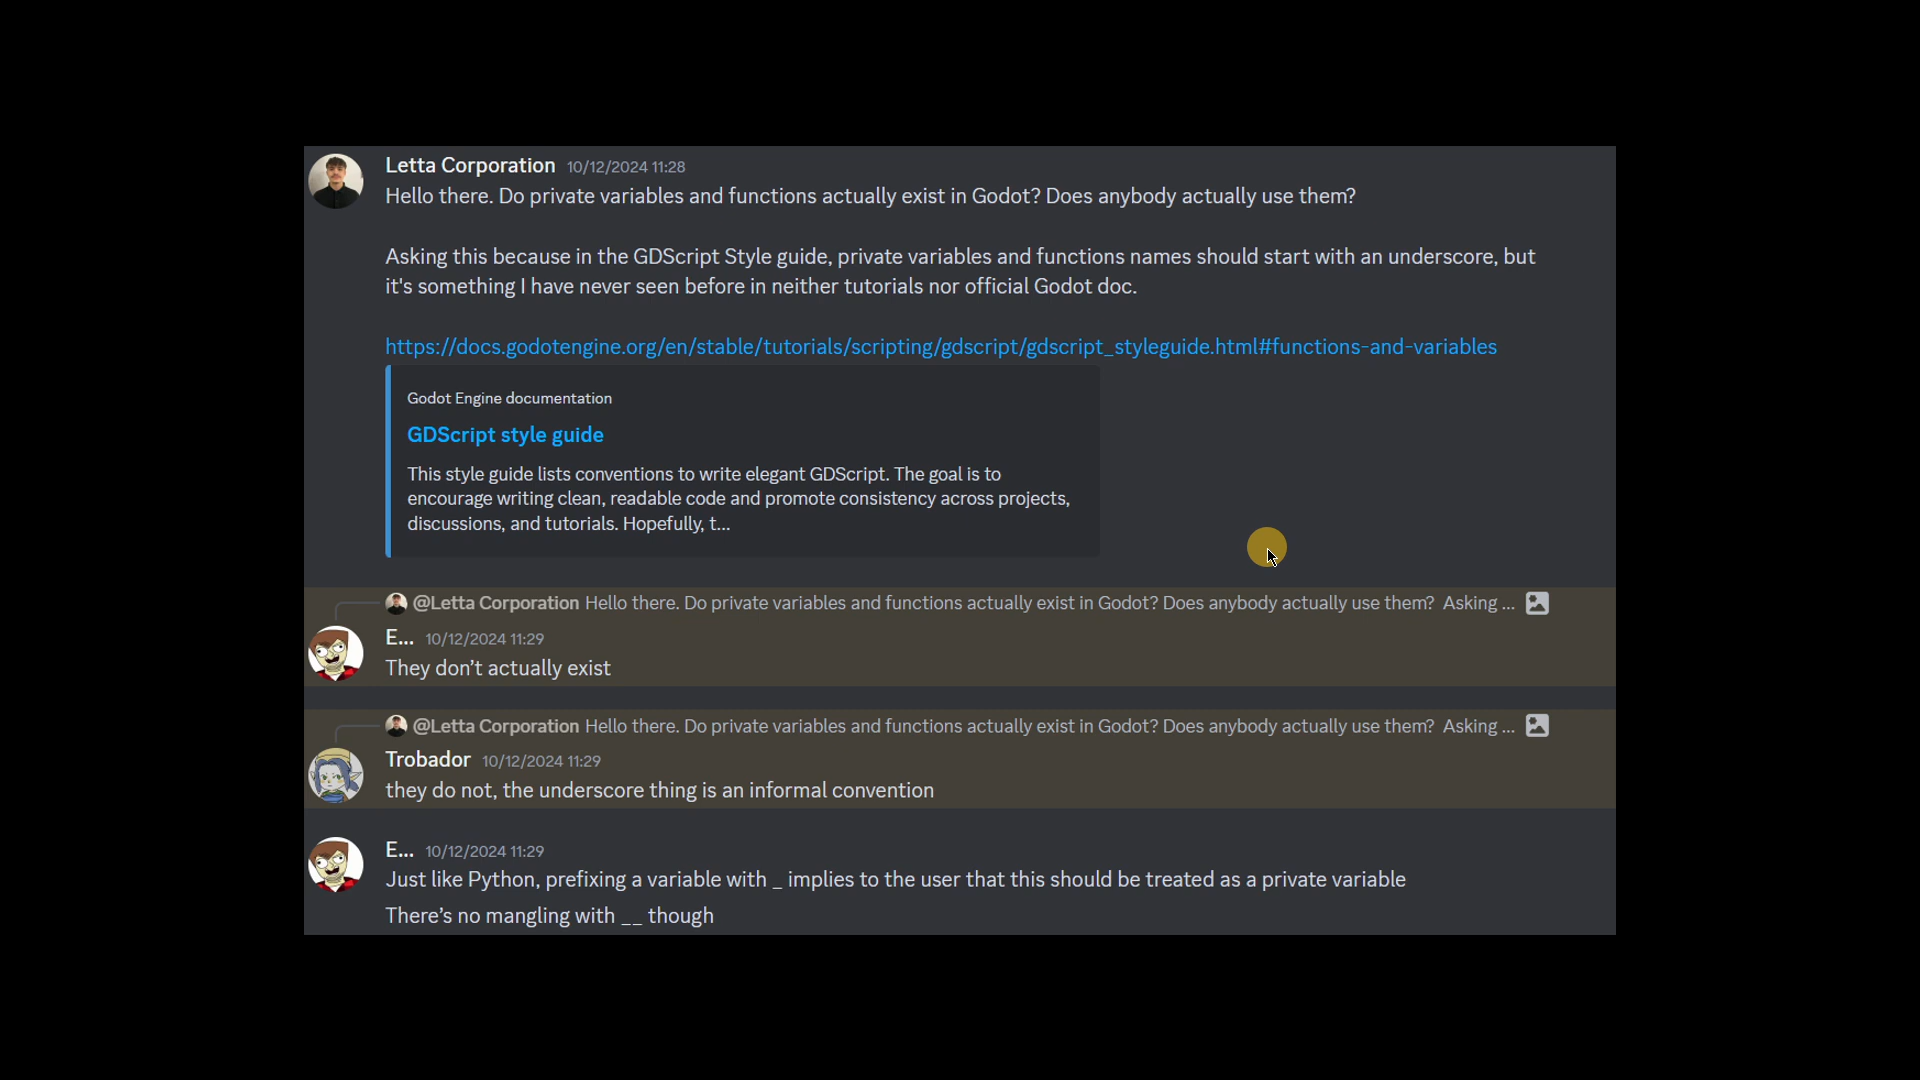 Letta Corporation 10/12/2024 11:28
Hello there. Do private variables and functions actually exist in Godot? Does anybody actually use them?
Asking this because in the GDScript Style guide, private variables and functions names should start with an underscore, but
it's something I have never seen before in neither tutorials nor official Godot doc.
https://docs.godotengine.org/en/stable/tutorials/scripting/gdscript/gdscript_styleguide.html#functions-and-variables
Godot Engine documentation
GDScript style guide
This style guide lists conventions to write elegant GDScript. The goal is to
encourage writing clean, readable code and promote consistency across projects,
discussions, and tutorials. Hopefully, t...
@Letta Corporation Hello there. Do private variables and functions actually exist in Godot? Does anybody actually use them? Asking ...
E... 10/12/2024 11:29
They don’t actually exist
@Letta Corporation Hello there. Do private variables and functions actually exist in Godot? Does anybody actually use them? Asking ...
Trobador 10/12/2024 11:29
they do not, the underscore thing is an informal convention
E... 10/12/2024 11:29
Just like Python, prefixing a variable with _ implies to the user that this should be treated as a private variable
There’s no mangling with __ though